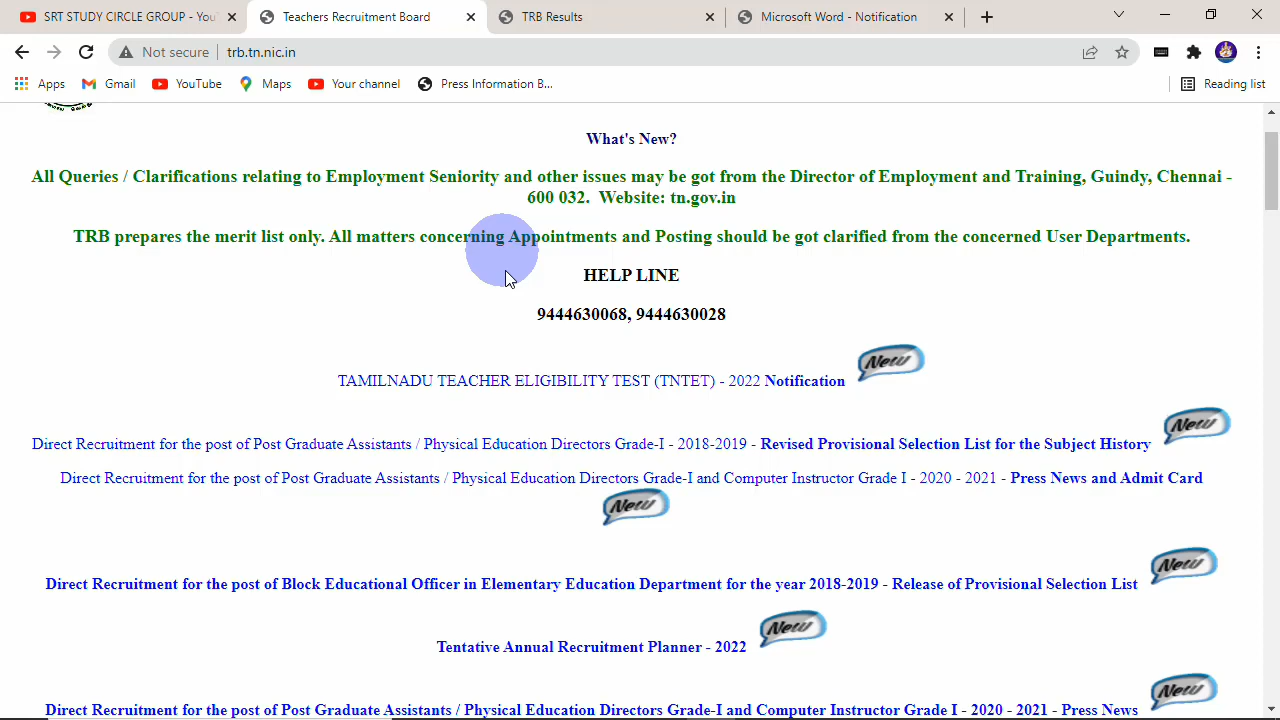 SRT STUDY CIRCLE GROUP - You
Teachers Recruitment Board
TRB Results
Microsoft Word - Notification
Not secure
trb.tn.nic.in
Apps
Gmail
YouTube
Maps
Your channel
Press Information B...
Reading list
What's New?
All Queries / Clarifications relating to Employment Seniority and other issues may be got from the Director of Employment and Training, Guindy, Chennai -
600 032. Website: tn.gov.in
TRB prepares the merit list only. All matters concerning Appointments and Posting should be got clarified from the concerned User Departments.
HELP LINE
9444630068, 9444630028
TAMILNADU TEACHER ELIGIBILITY TEST (TNTET) - 2022 Notification New
Direct Recruitment for the post of Post Graduate Assistants / Physical Education Directors Grade-I - 2018-2019 - Revised Provisional Selection List for the Subject History New
Direct Recruitment for the post of Post Graduate Assistants / Physical Education Directors Grade-I and Computer Instructor Grade I - 2020 - 2021 - Press News and Admit Card
New
Direct Recruitment for the post of Block Educational Officer in Elementary Education Department for the year 2018-2019 - Release of Provisional Selection List New
Tentative Annual Recruitment Planner - 2022 New
Direct Recruitment for the post of Post Graduate Assistants / Physical Education Directors Grade-I and Computer Instructor Grade I - 2020 - 2021 - Press News New